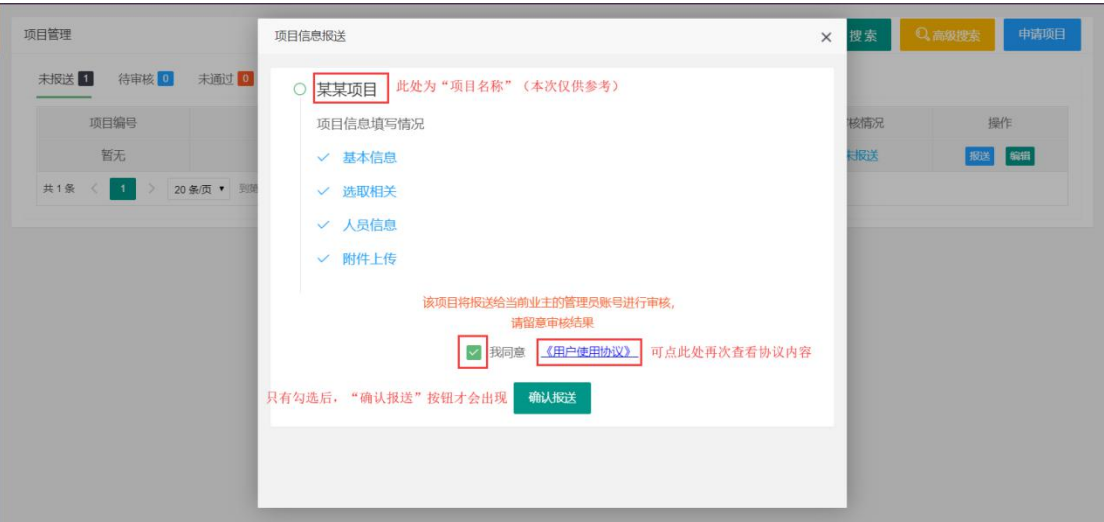 项目管理
项目信息报送
搜索
高级搜索
申请项目
未报送 1 待审核 0 未通过 0
某某项目 此处为“项目名称”（本次仅供参考）
项目信息填写情况
项目编号
核情况
操作
暂无
未报送
报送
编辑
基本信息
共 1 条
1
20 条/页
选取相关
人员信息
附件上传
该项目将报送给当前业主的管理员账号进行审核，
请留意审核结果
我同意 《用户使用协议》 可点此处再次查看协议内容
只有勾选后，“确认报送”按钮才会出现 确认报送